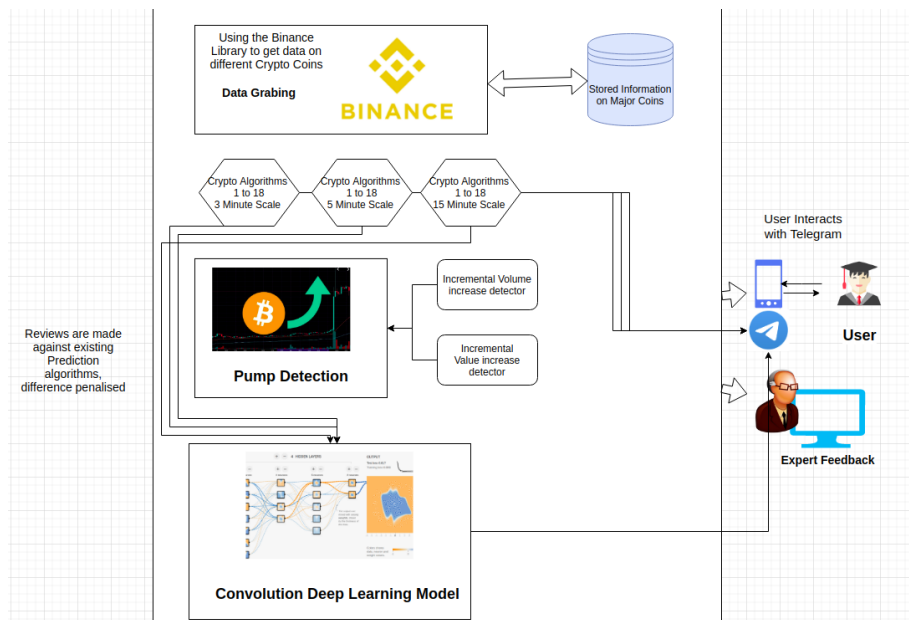 Using the Binance
Library to get data on
different Crypto Coins
Data Grabing
BINANCE
Stored Information
on Major Coins
Crypto Algorithms
1 to 18
3 Minute Scale
Crypto Algorithms
1 to 18
5 Minute Scale
Crypto Algorithms
1 to 18
15 Minute Scale
User Interacts
with Telegram
Incremental Volume
increase detector
Incremental
Value increase
detector
Pump Detection
User
Reviews are made
against existing
Prediction
algorithms,
difference penalised
Expert Feedback
HIDDEN LAYERS
OUTPUT
Convolution Deep Learning Model